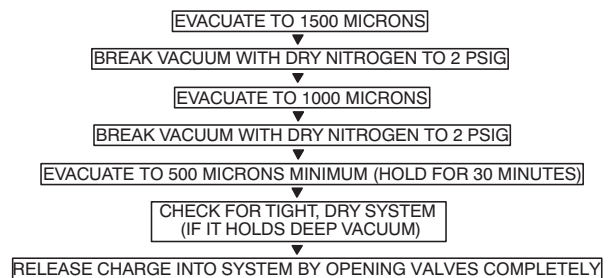 EVACUATE TO 1500 MICRONS
BREAK VACUUM WITH DRY NITROGEN TO 2 PSIG
EVACUATE TO 1000 MICRONS
BREAK VACUUM WITH DRY NITROGEN TO 2 PSIG
EVACUATE TO 500 MICRONS MINIMUM (HOLD FOR 30 MINUTES)
CHECK FOR TIGHT, DRY SYSTEM
(IF IT HOLDS DEEP VACUUM)
RELEASE CHARGE INTO SYSTEM BY OPENING VALVES COMPLETELY